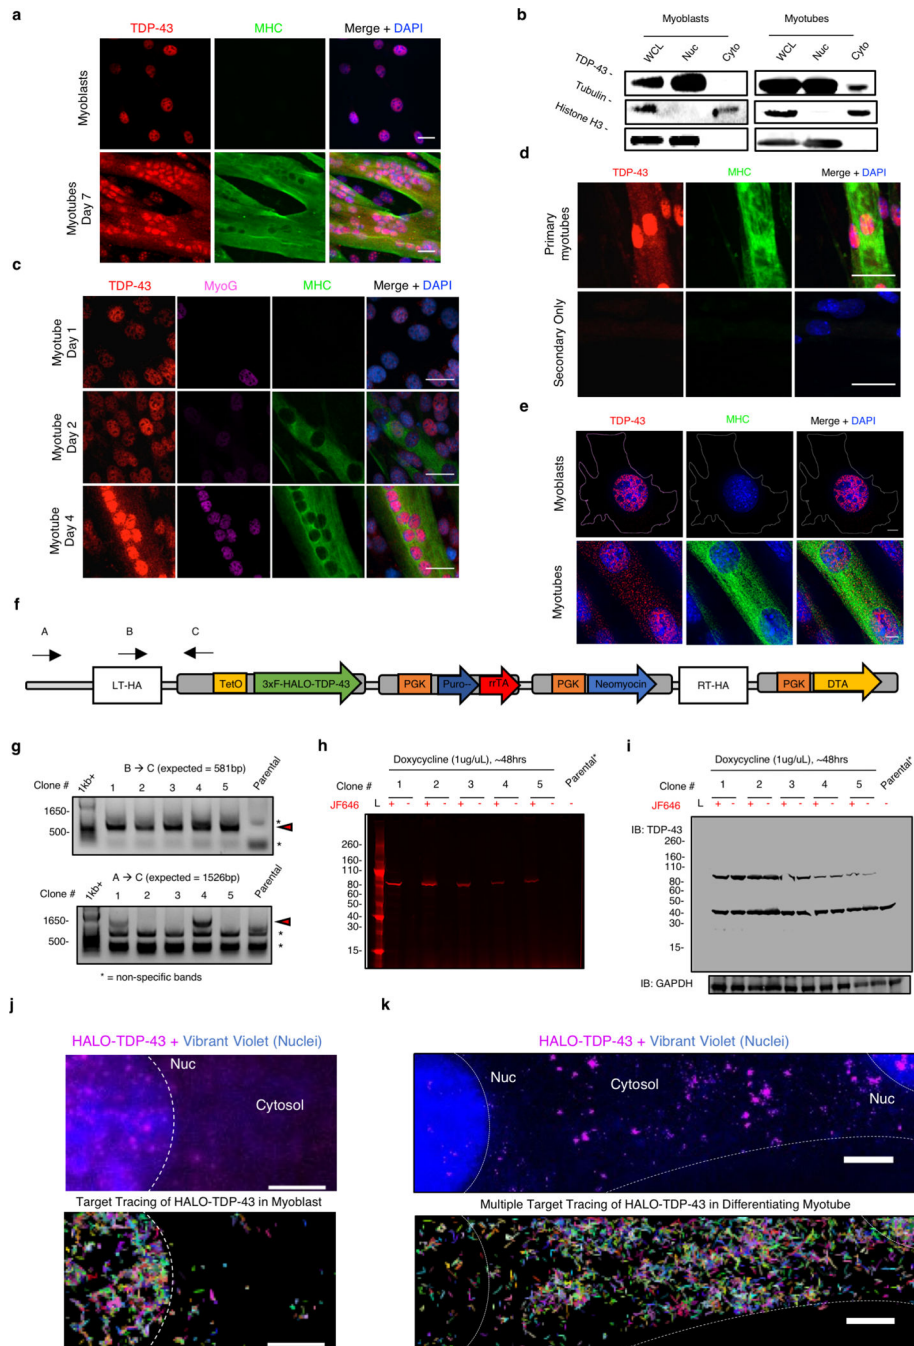 a
TDP-43 MHC Merge + DAPI
Myoblasts
Myotubes
Day 7
b
Myoblasts Myotubes
WCL Nuc Cyto WCL Nuc Cyto
TDP-43 -
Tubulin -
Histone H3 -
c
TDP-43 MyoG MHC Merge + DAPI
Myotube
Day 1
Myotube
Day 2
Myotube
Day 4
d
TDP-43 MHC Merge + DAPI
Primary
myotubes
Secondary Only
e
TDP-43 MHC Merge + DAPI
Myoblasts
Myotubes
f
A B C
LT-HA TetO 3xF-HALO-TDP-43 PGK Puro- rTA PGK Neomyocin RT-HA PGK DTA
g
B → C (expected = 581bp)
Clone # 1kb+ 1 2 3 4 5 Parental
1650-
500-
*
*
A → C (expected = 1526bp)
Clone # 1kb+ 1 2 3 4 5 Parental
1650-
500-
*
*
* = non-specific bands
h
Doxycycline (1ug/uL), ~48hrs
Clone # 1 2 3 4 5 Parental*
JF646 L + - + - + - + - + - -
260-
160-
110-
80-
60-
50-
40-
30-
15-
i
Doxycycline (1ug/uL), ~48hrs
Clone # 1 2 3 4 5 Parental*
JF646 L + - + - + - + - + - -
IB: TDP-43
260-
160-
110-
80-
60-
50-
40-
30-
15-
IB: GAPDH
j
HALO-TDP-43 + Vibrant Violet (Nuclei)
Nuc
Cytosol
Target Tracing of HALO-TDP-43 in Myoblast
k
HALO-TDP-43 + Vibrant Violet (Nuclei)
Nuc Cytosol Nuc
Multiple Target Tracing of HALO-TDP-43 in Differentiating Myotube